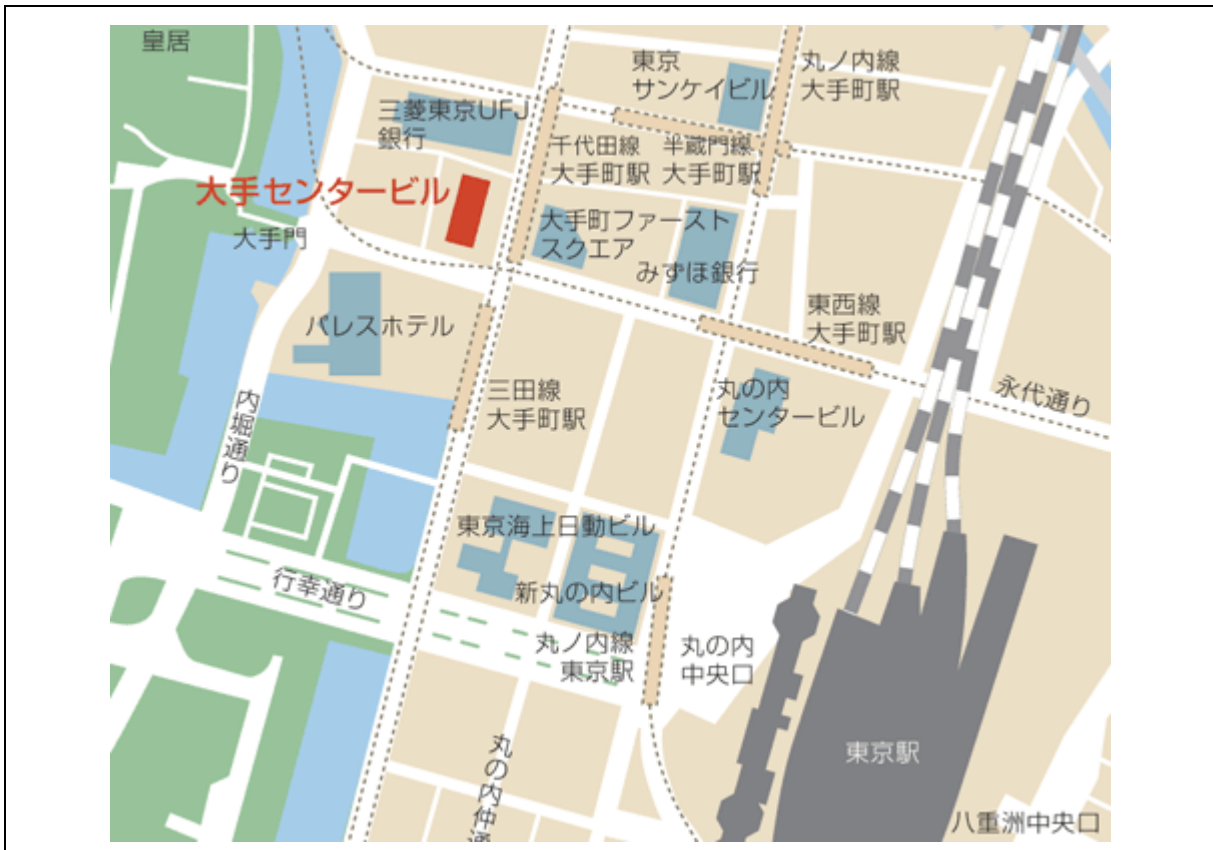 皇居
東京
サンケイビル
丸ノ内線
大手町駅
三菱東京UFJ
銀行
千代田線
大手町駅
半蔵門線
大手町駅
大手センタービル
大手門
大手町ファースト
スクエア
みずほ銀行
東西線
大手町駅
パレスホテル
三田線
大手町駅
丸の内
センタービル
永代通り
内堀通り
東京海上日動ビル
行幸通り
新丸の内ビル
丸ノ内線
東京駅
丸の内
中央口
東京駅
丸の内仲通
八重洲中央口